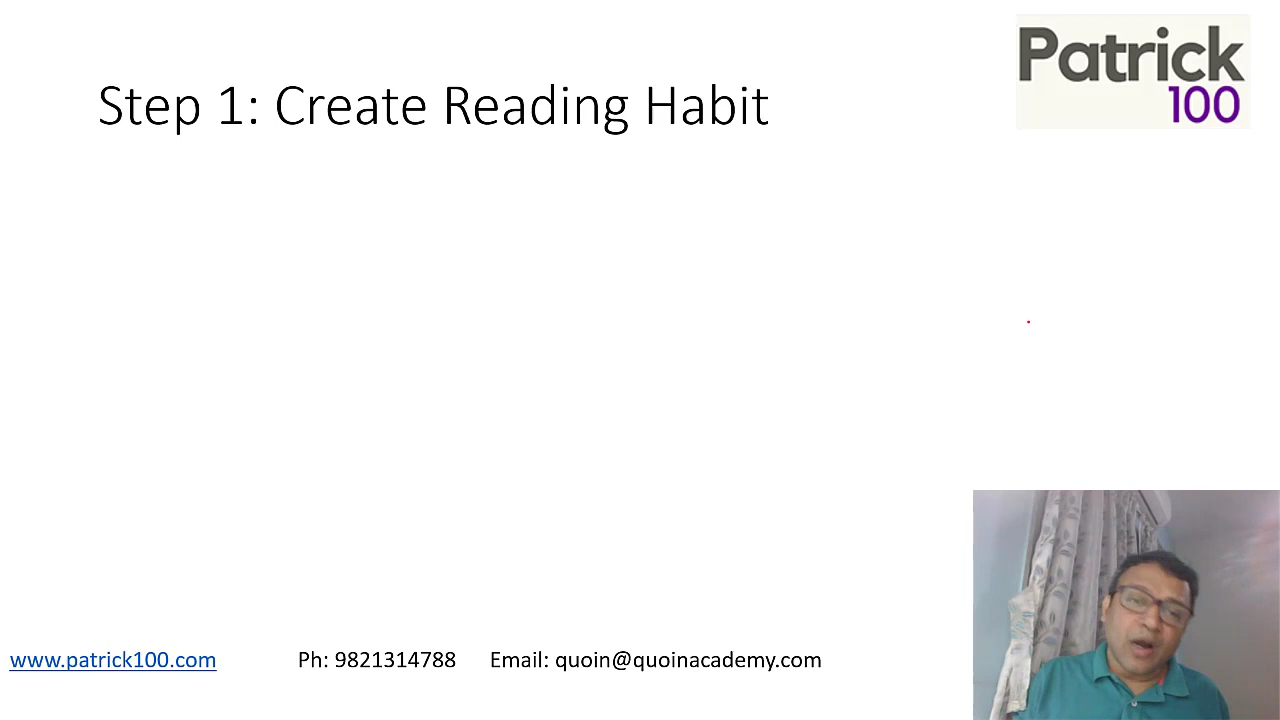 Step 1: Create Reading Habit
Patrick
100
www.patrick100.com Ph: 9821314788 Email: quoin@quoinacademy.com